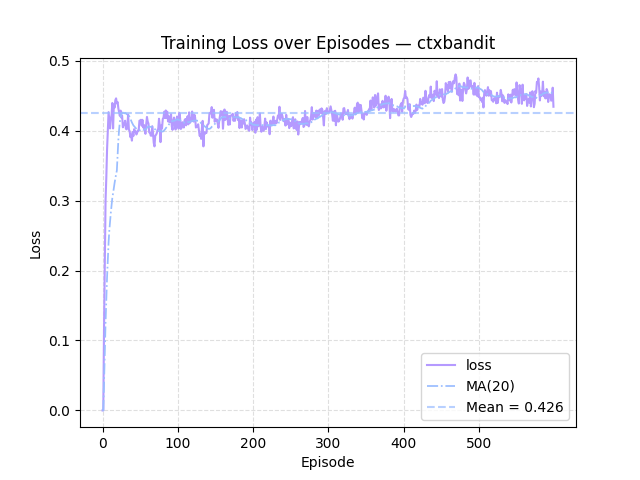 Training Loss over Episodes — ctxbandit
0.5
0.4
0.3
0.2
0.1
0.0
Loss
loss
MA(20)
Mean = 0.426
0 100 200 300 400 500
Episode